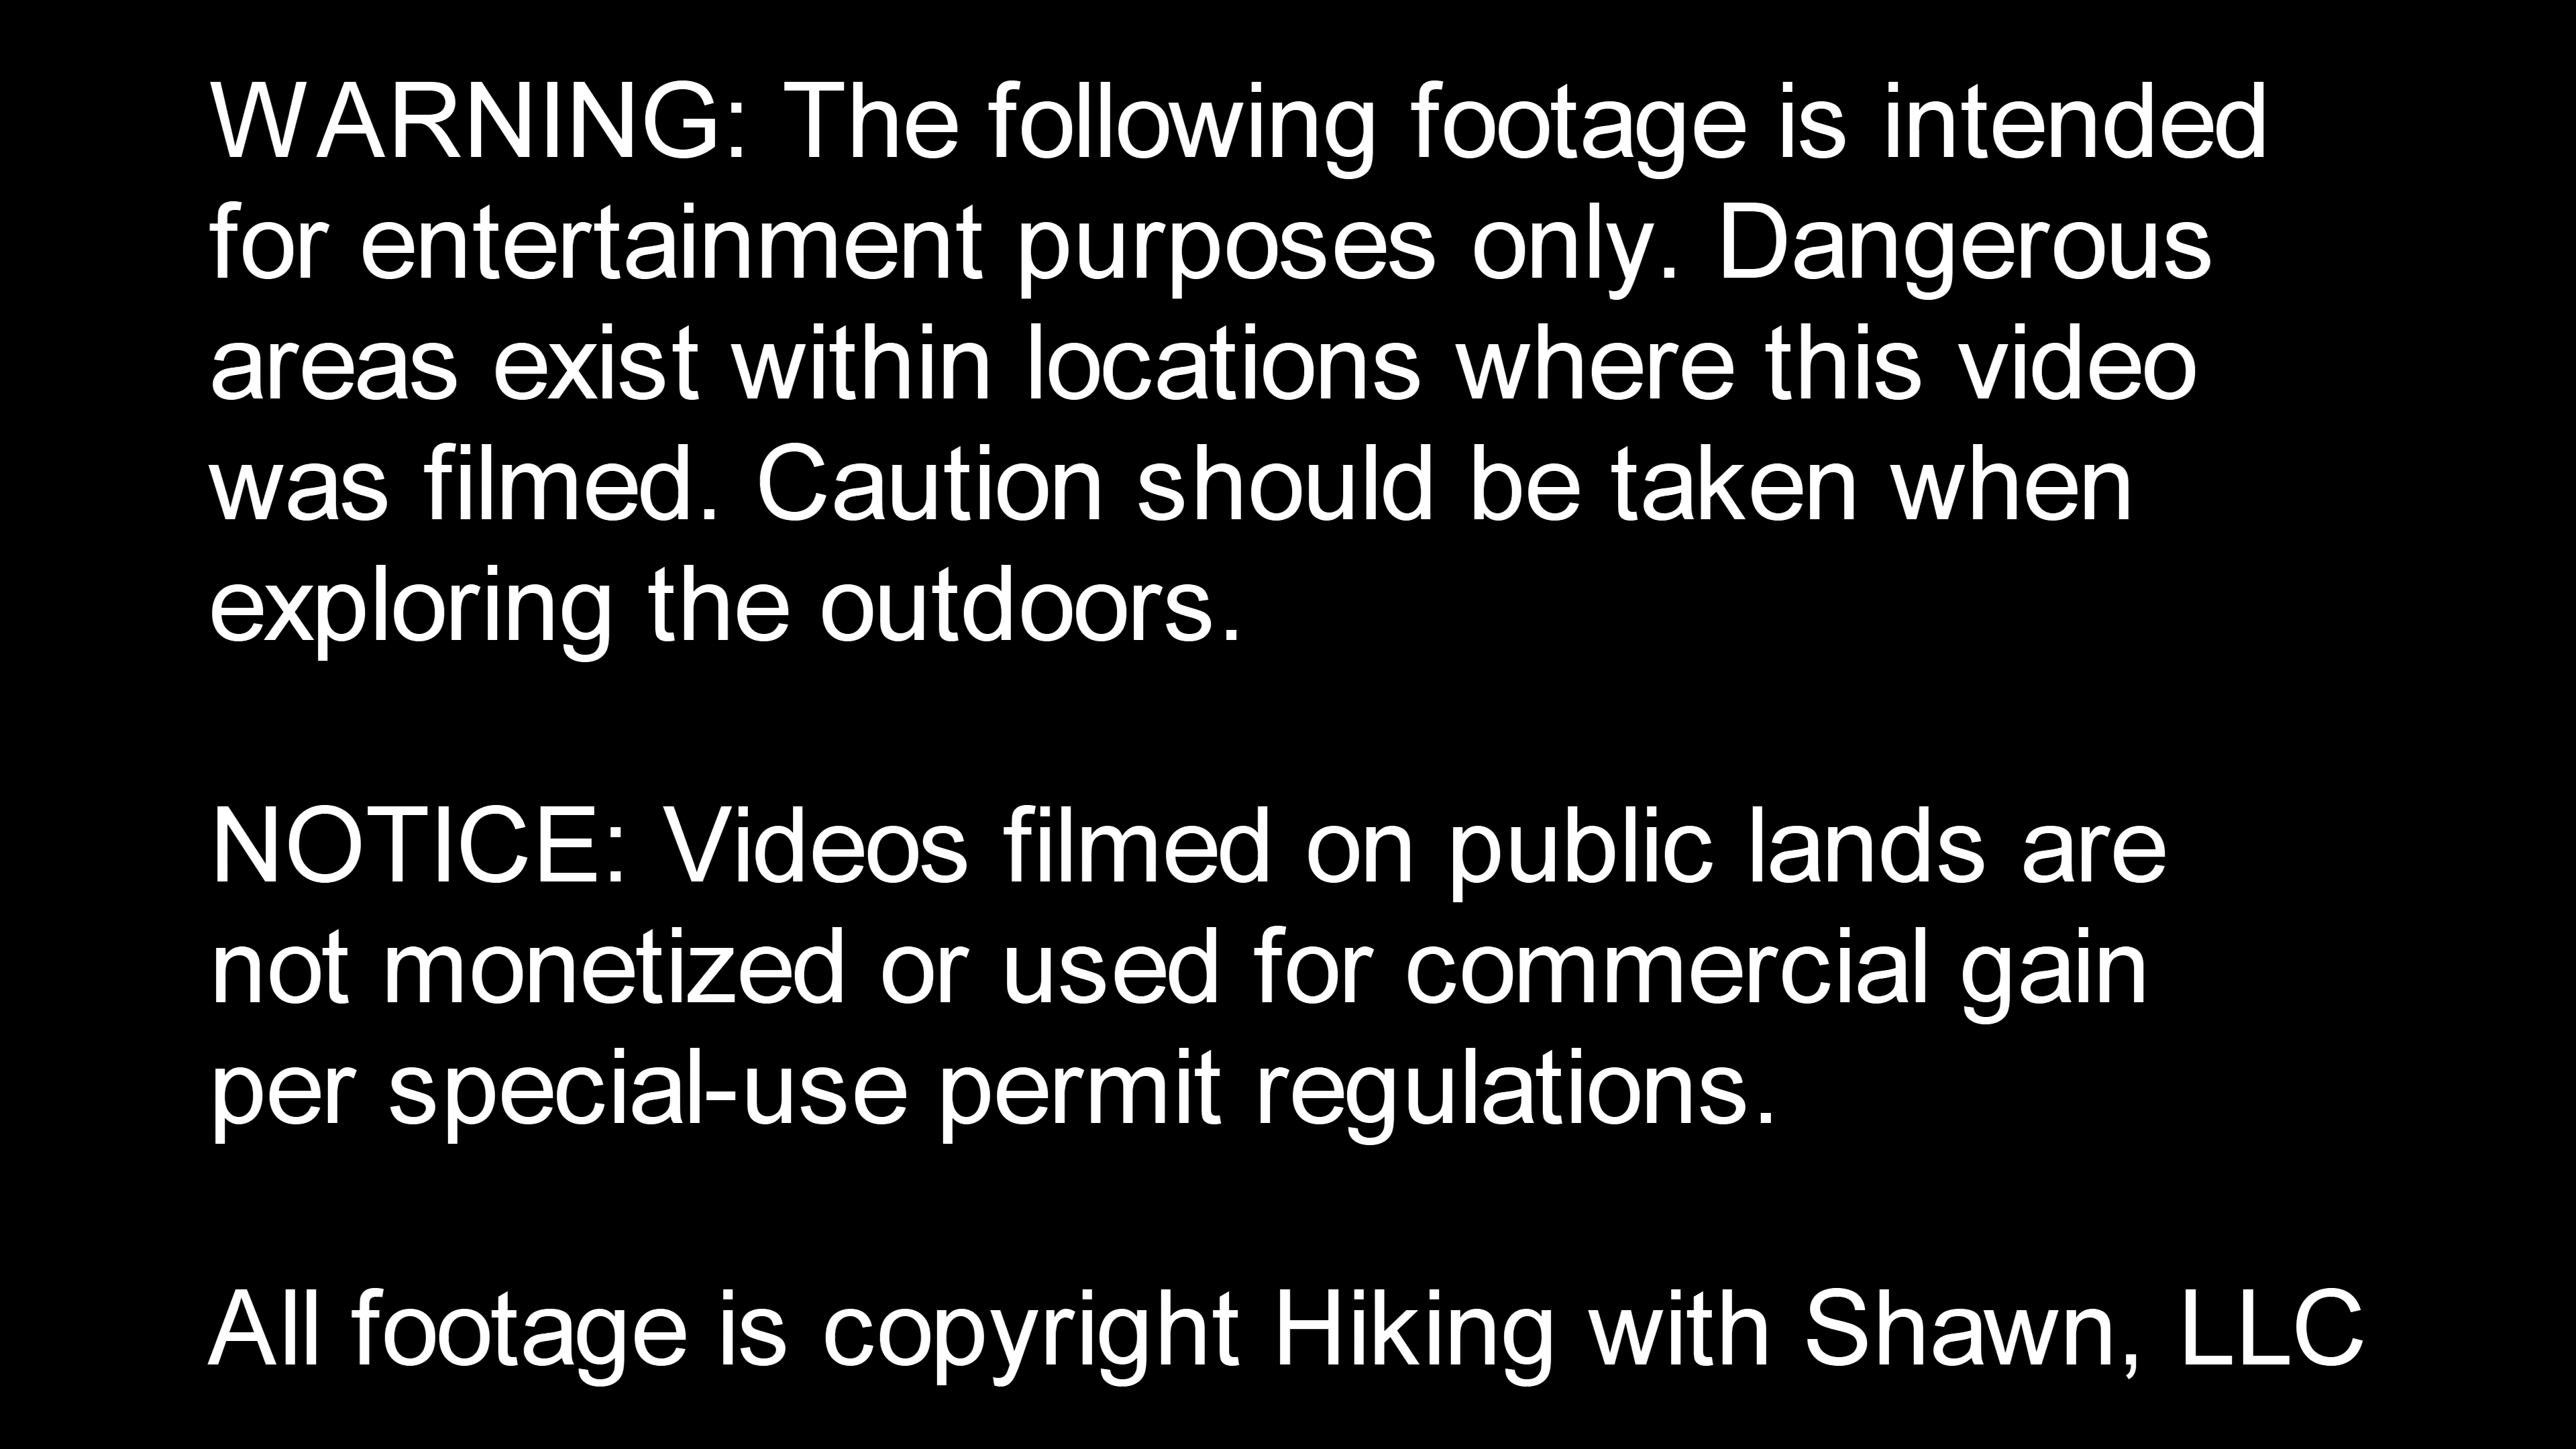 WARNING: The following footage is intended
for entertainment purposes only. Dangerous
areas exist within locations where this video
was filmed. Caution should be taken when
exploring the outdoors.
NOTICE: Videos filmed on public lands are
not monetized or used for commercial gain
per special-use permit regulations.
All footage is copyright Hiking with Shawn, LLC